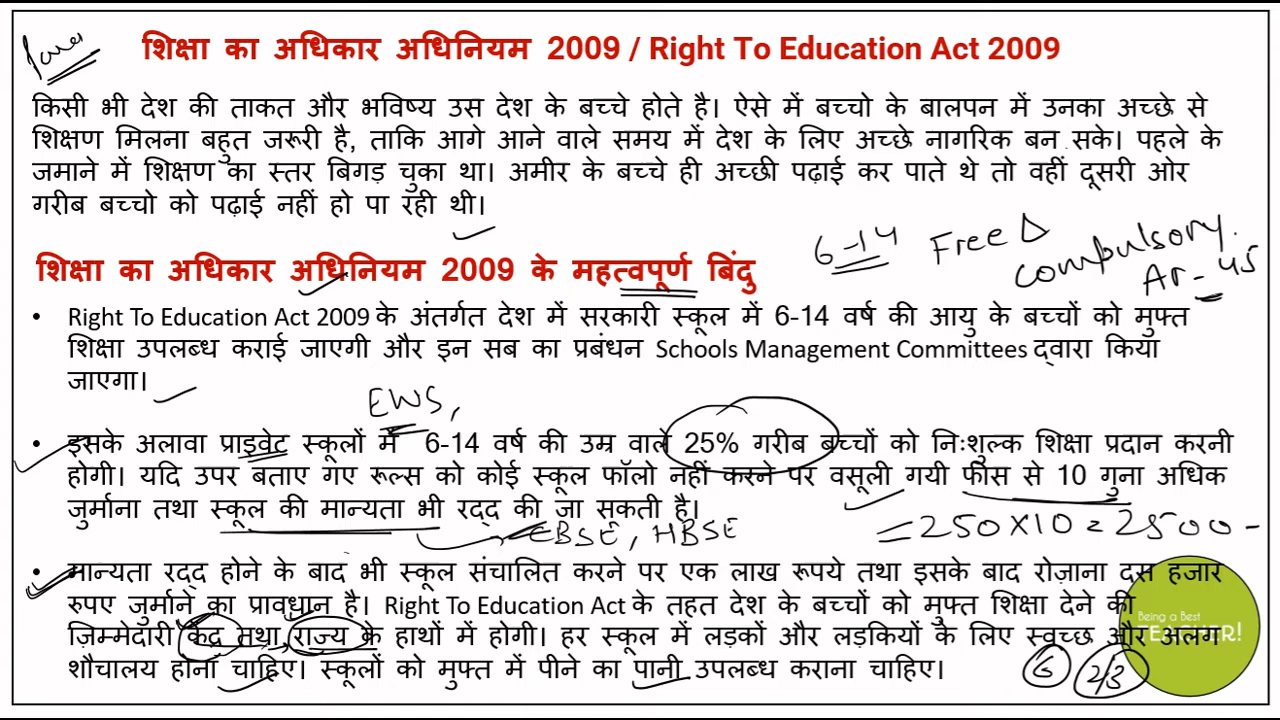 शिक्षा का अधिकार अधिनियम 2009 / Right To Education Act 2009
किसी भी देश की ताकत और भविष्य उस देश के बच्चे होते है। ऐसे में बच्चो के बालपन में उनका अच्छे से
शिक्षण मिलना बहुत जरूरी है, ताकि आगे आने वाले समय में देश के लिए अच्छे नागरिक बन सके। पहले के
जमाने में शिक्षण का स्तर बिगड़ चुका था। अमीर के बच्चे ही अच्छी पढ़ाई कर पाते थे तो वहीं दूसरी ओर
गरीब बच्चो को पढ़ाई नहीं हो पा रही थी।
6-14 Free
Compulsory.
Ar-45
शिक्षा का अधिकार अधिनियम 2009 के महत्वपूर्ण बिंदु
• Right To Education Act 2009 के अंतर्गत देश में सरकारी स्कूल में 6-14 वर्ष की आयु के बच्चों को मुफ्त
शिक्षा उपलब्ध कराई जाएगी और इन सब का प्रबंधन Schools Management Committees द्वारा किया
जाएगा।
EWS,
• इसके अलावा प्राइवेट स्कूलों में 6-14 वर्ष की उम्र वाले 25% गरीब बच्चों को निःशुल्क शिक्षा प्रदान करनी
होगी। यदि उपर बताए गए रूल्स को कोई स्कूल फॉलो नहीं करने पर वसूली गयी फीस से 10 गुना अधिक
जुर्माना तथा स्कूल की मान्यता भी रद्द की जा सकती है।
CBSE, HBSE
=250×10=2500-
• मान्यता रद्द होने के बाद भी स्कूल संचालित करने पर एक लाख रूपये तथा इसके बाद रोज़ाना दस हजार
रुपए जुर्माने का प्रावधान है। Right To Education Act के तहत देश के बच्चों को मुफ्त शिक्षा देने की
ज़िम्मेदारी केंद्र तथा राज्य के हाथों में होगी। हर स्कूल में लड़कों और लड़कियों के लिए स्वच्छ और अलग
शौचालय होना चाहिए। स्कूलों को मुफ्त में पीने का पानी उपलब्ध कराना चाहिए।
Being a Best
TEACHER!
2/3